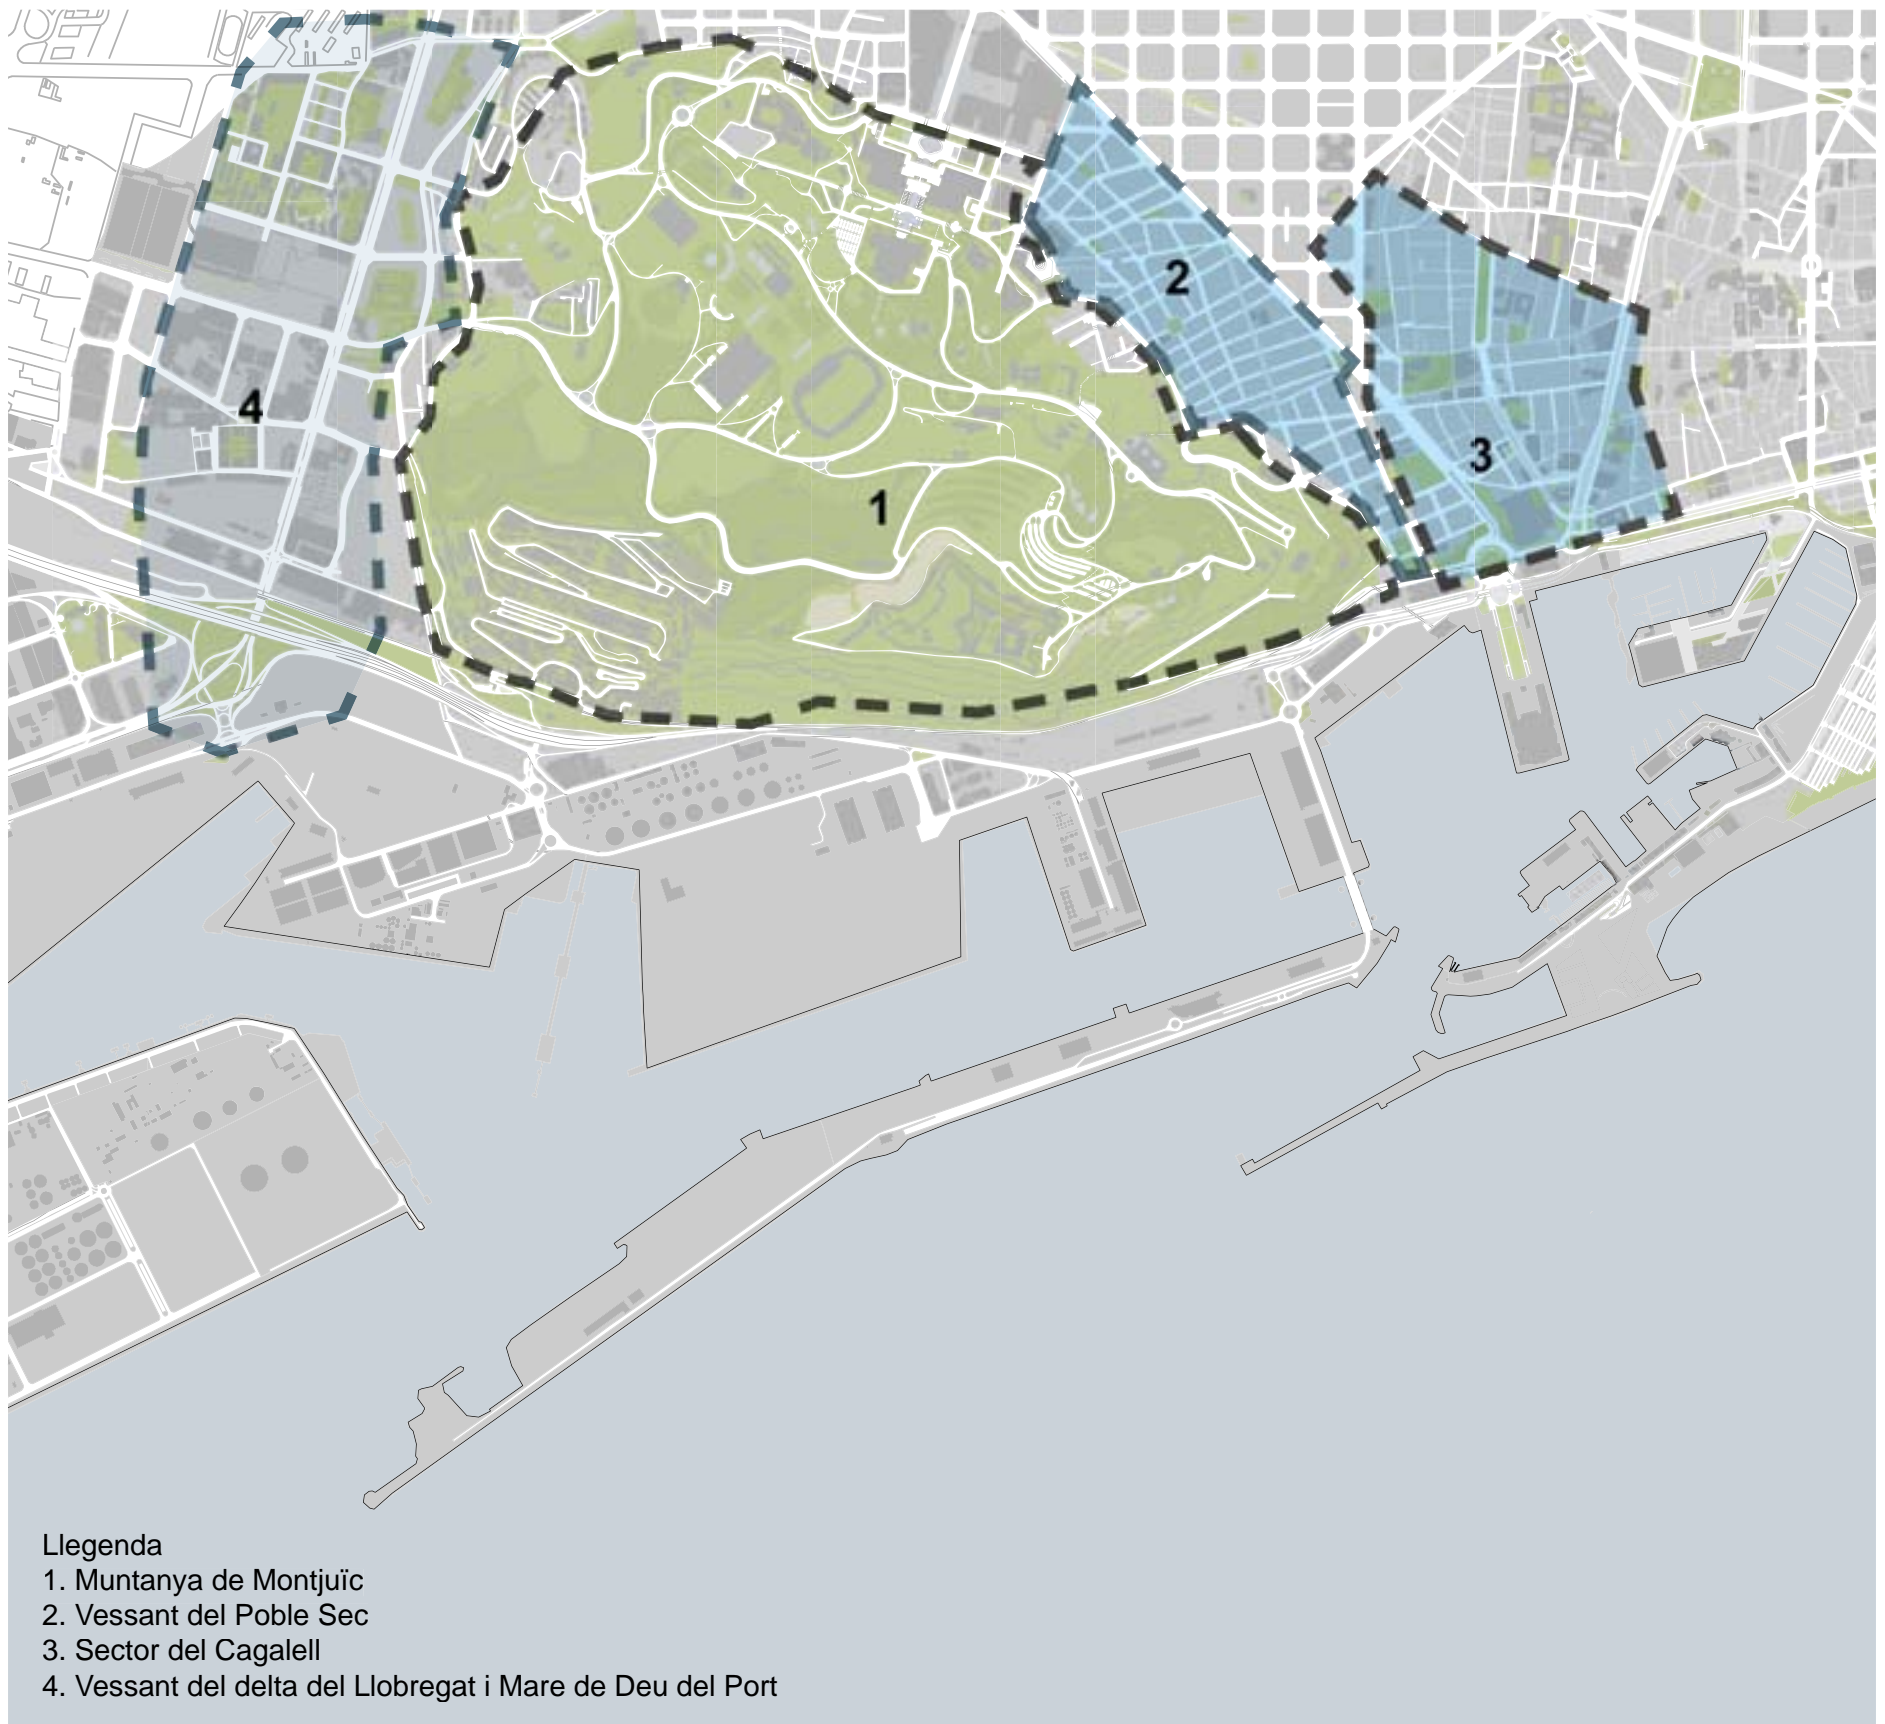 2
4
3
1
Llegenda
1. Muntanya de Montjuïc
2. Vessant del Poble Sec
3. Sector del Cagalell
4. Vessant del delta del Llobregat i Mare de Deu del Port